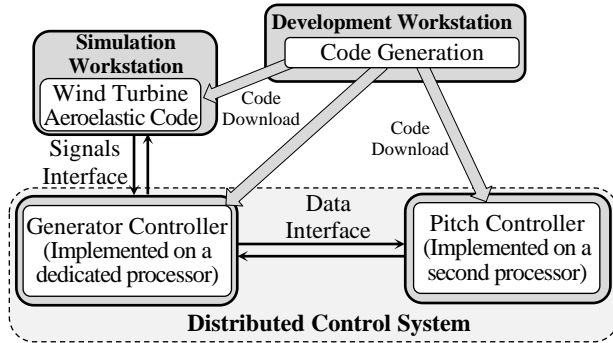 Development Workstation
Code Generation
Simulation
Workstation
Wind Turbine
Aeroelastic Code
Code
Download
Code
Download
Signals
Interface
Generator Controller
(Implemented on a
dedicated processor)
Data
Interface
Pitch Controller
(Implemented on a
second processor)
Distributed Control System